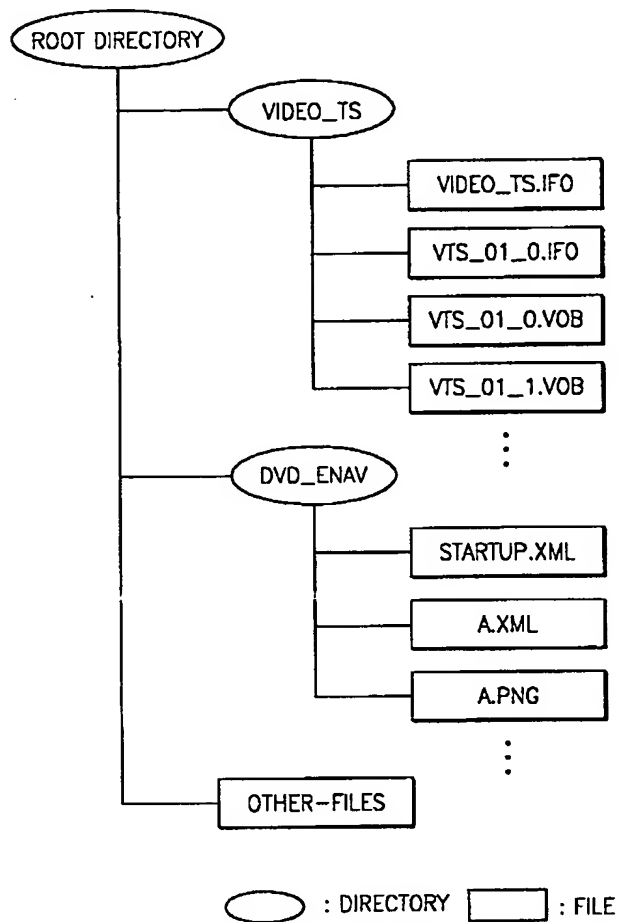 ROOT DIRECTORY
VIDEO_TS
VIDEO_TS.IFO
VTS_01_0.IFO
VTS_01_0.VOB
VTS_01_1.VOB
DVD_ENAV
STARTUP.XML
A.XML
A.PNG
OTHER-FILES
: DIRECTORY : FILE